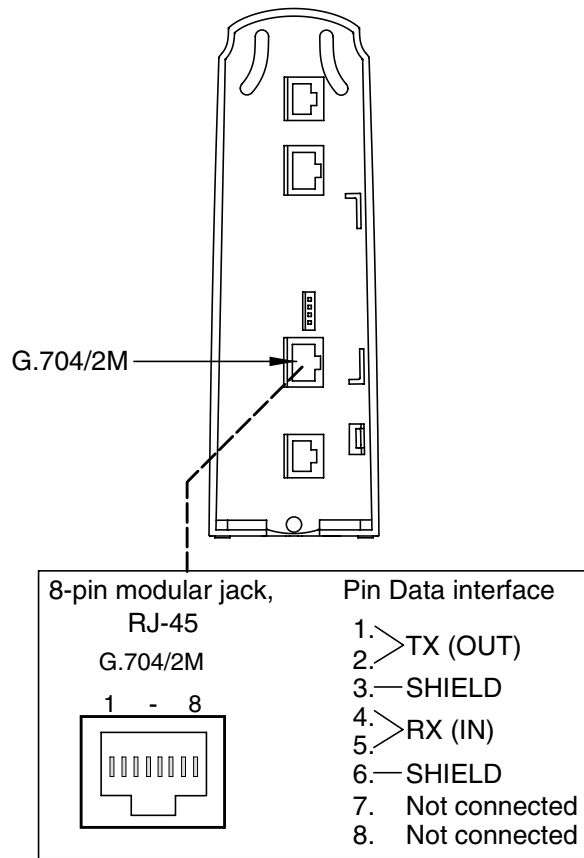 G.704/2M
8-pin modular jack,
RJ-45
G.704/2M
1 - 8
Pin Data interface
1.
2.
TX (OUT)
3. SHIELD
4.
5.
RX (IN)
6. SHIELD
7. Not connected
8. Not connected